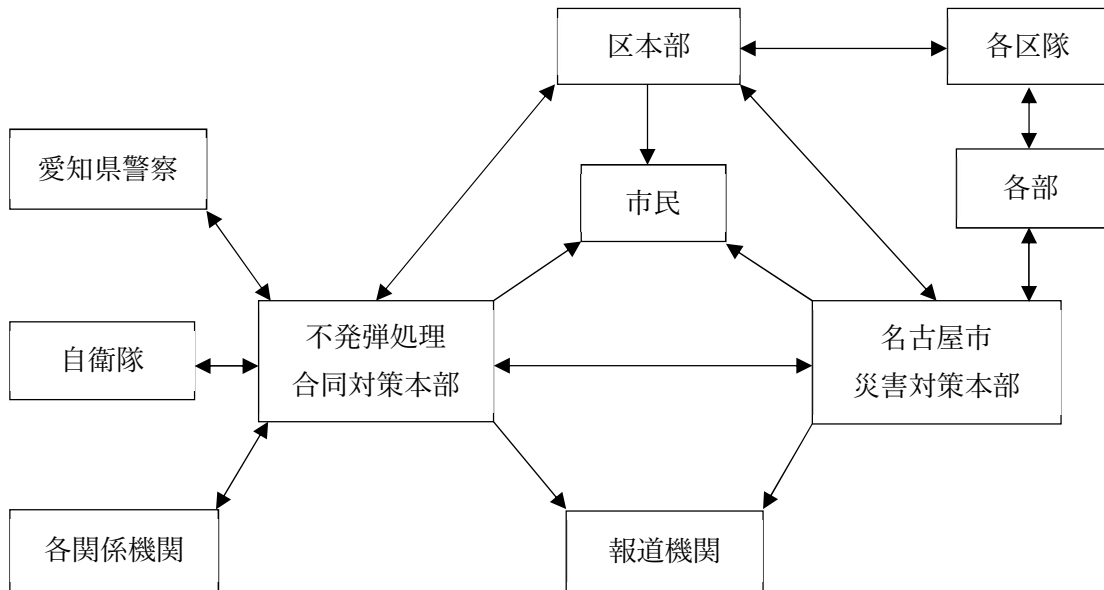 区本部
各区隊
愛知県警察
市民
各部
自衛隊
不発弾処理
合同対策本部
名古屋市
災害対策本部
各関係機関
報道機関